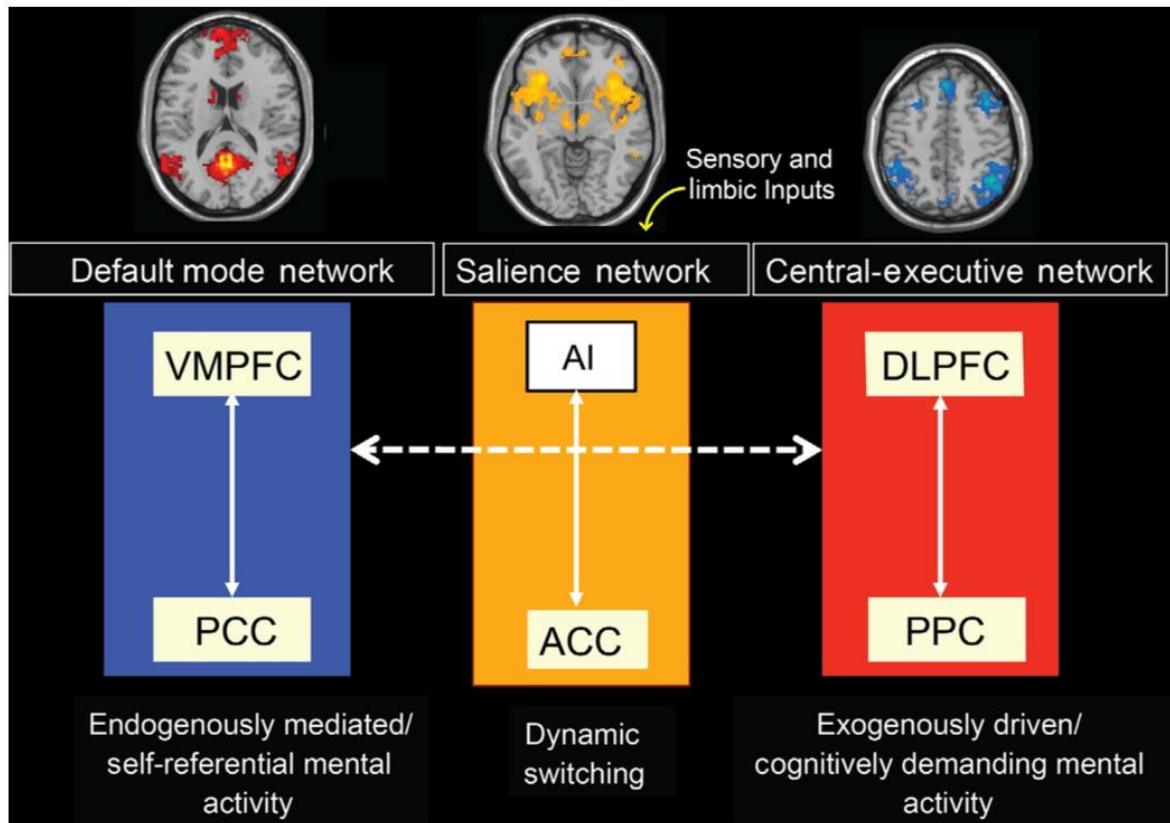 Sensory and
limbic Inputs
Default mode network
Salience network
Central-executive network
VMPFC
AI
DLPFC
PCC
ACC
PPC
Endogenously mediated/
self-referential mental
activity
Dynamic
switching
Exogenously driven/
cognitively demanding mental
activity